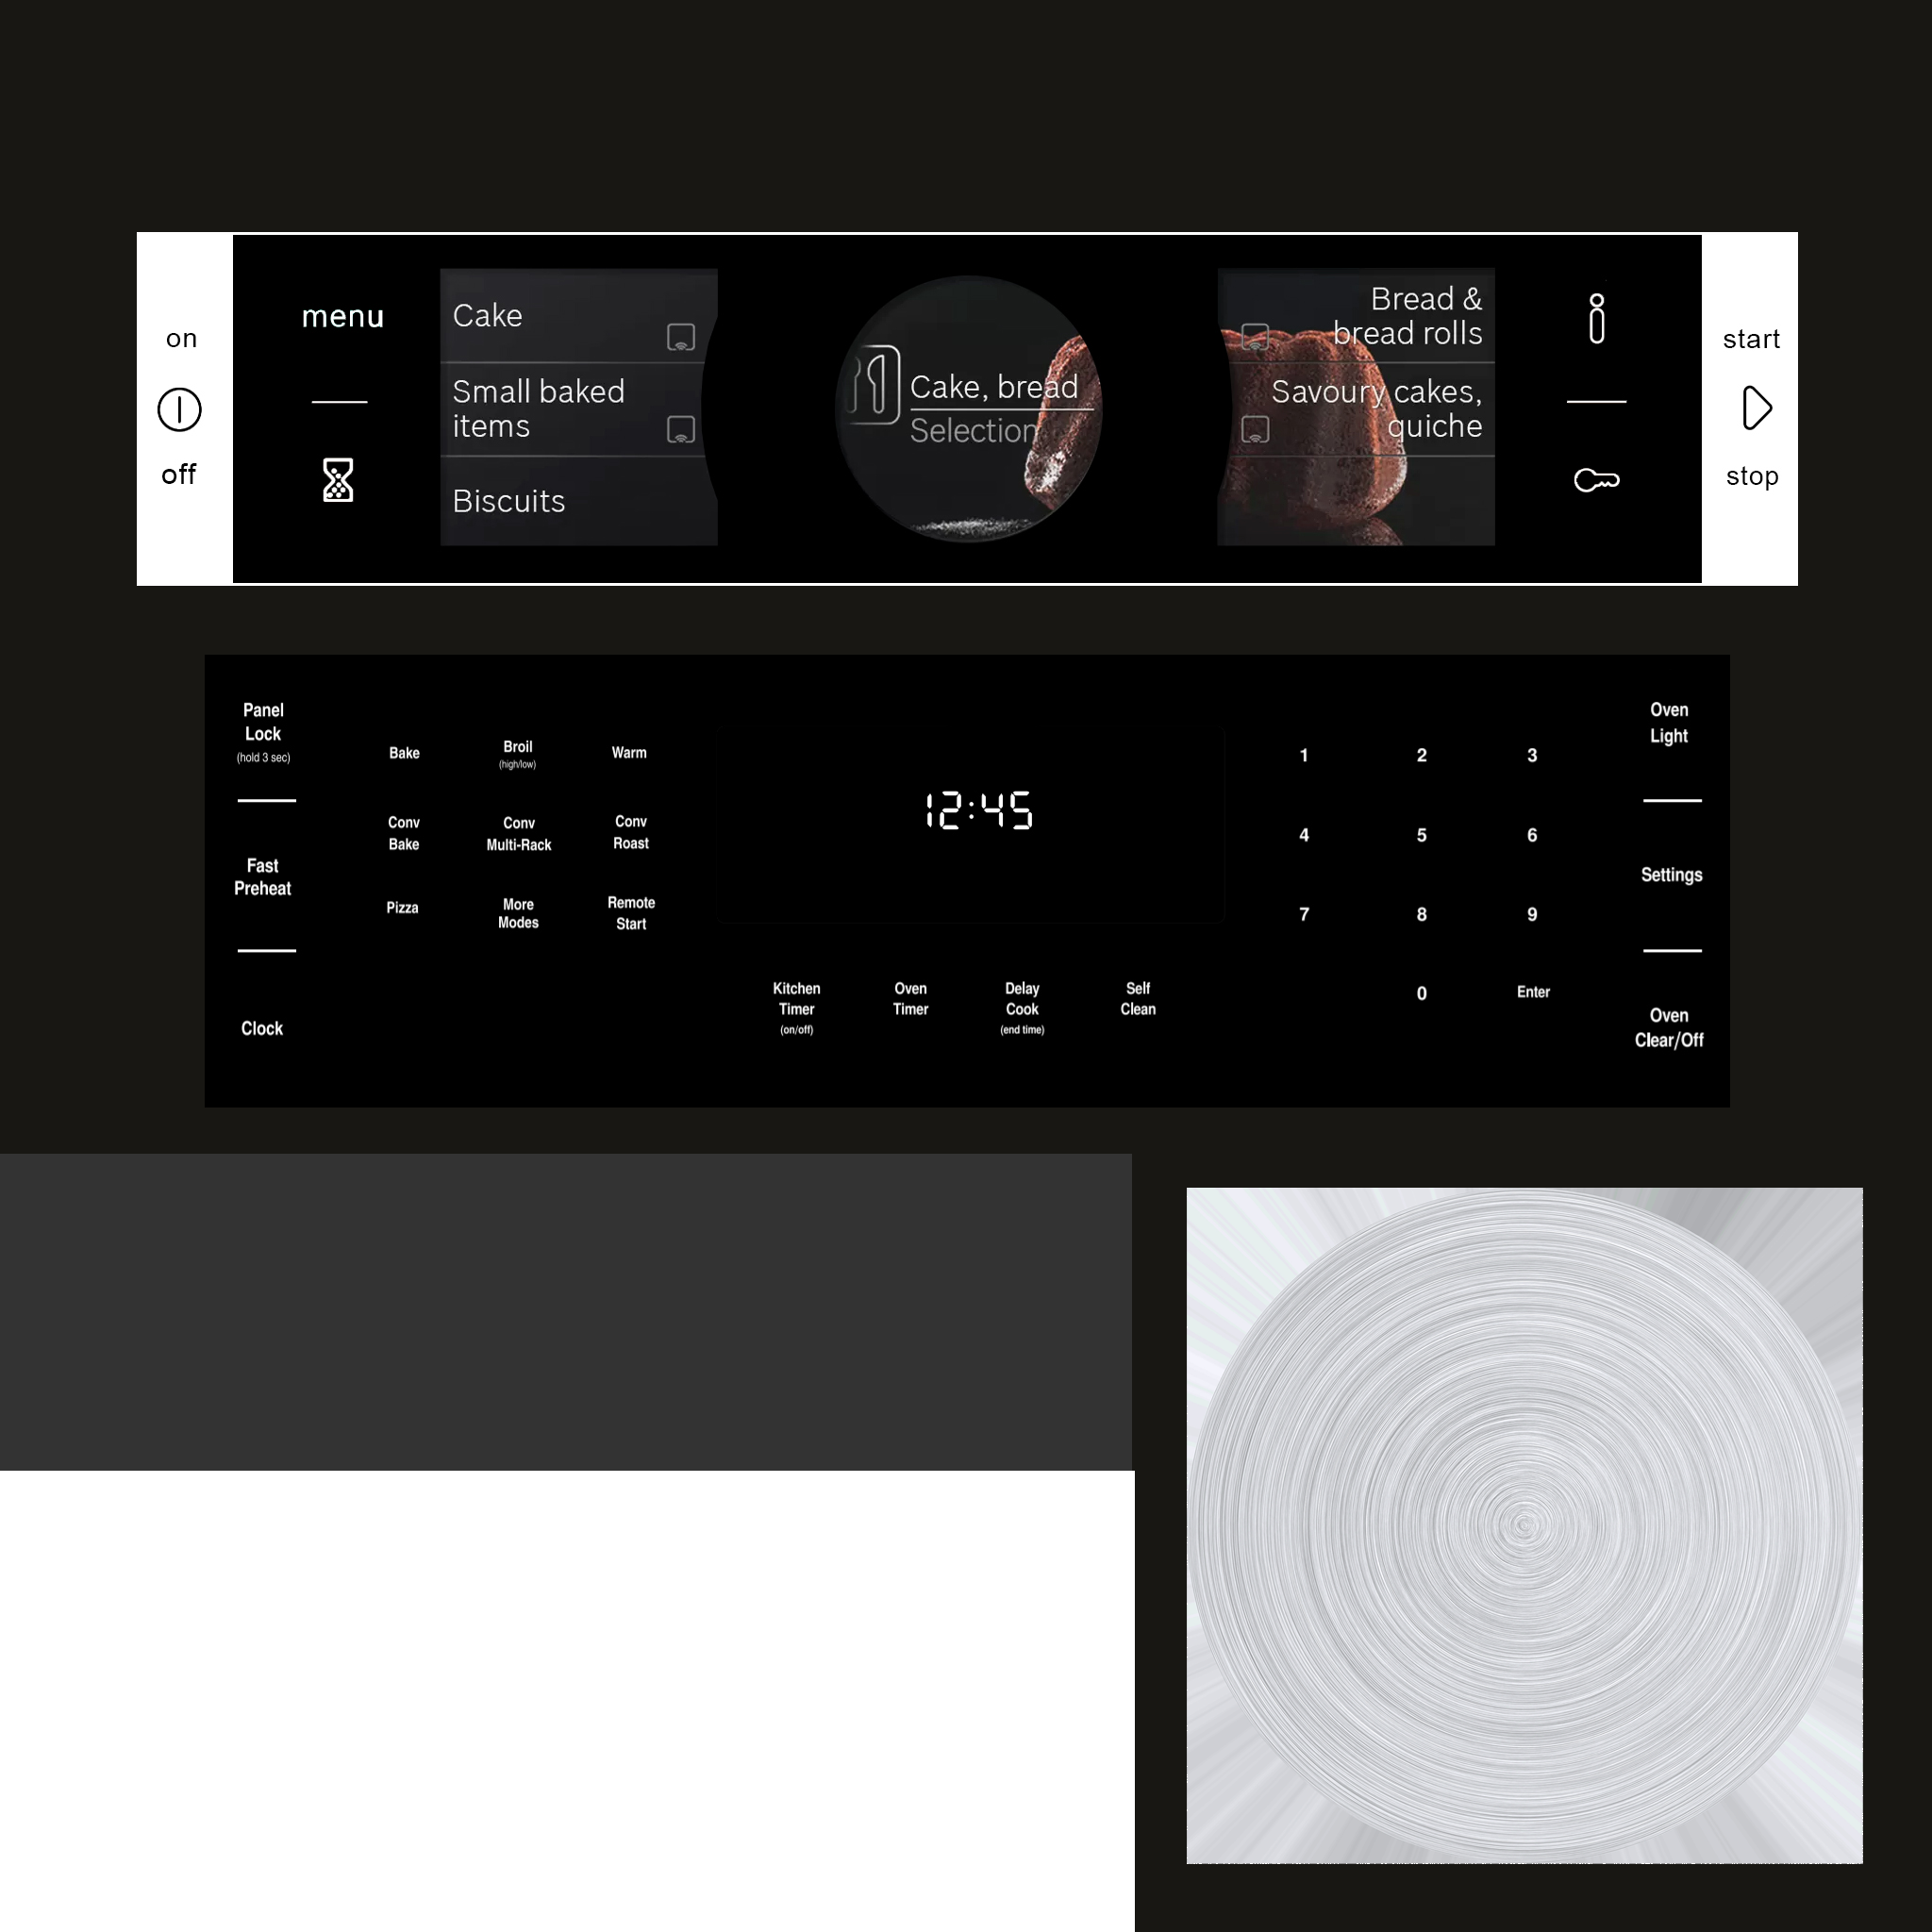 on
off
menu
Cake
Small baked
items
Biscuits
Cake, bread
Selection
Bread &
bread rolls
Savoury cakes,
quiche
start
stop
Panel
Lock
(hold 3 sec)
Fast
Preheat
Clock
Bake
Broil
(high/low)
Warm
Conv
Bake
Conv
Multi-Rack
Conv
Roast
Pizza
More
Modes
Remote
Start
12:45
Kitchen
Timer
(on/off)
Oven
Timer
Delay
Cook
(end time)
Self
Clean
1 2 3
4 5 6
7 8 9
0 Enter
Oven
Light
Settings
Oven
Clear/Off